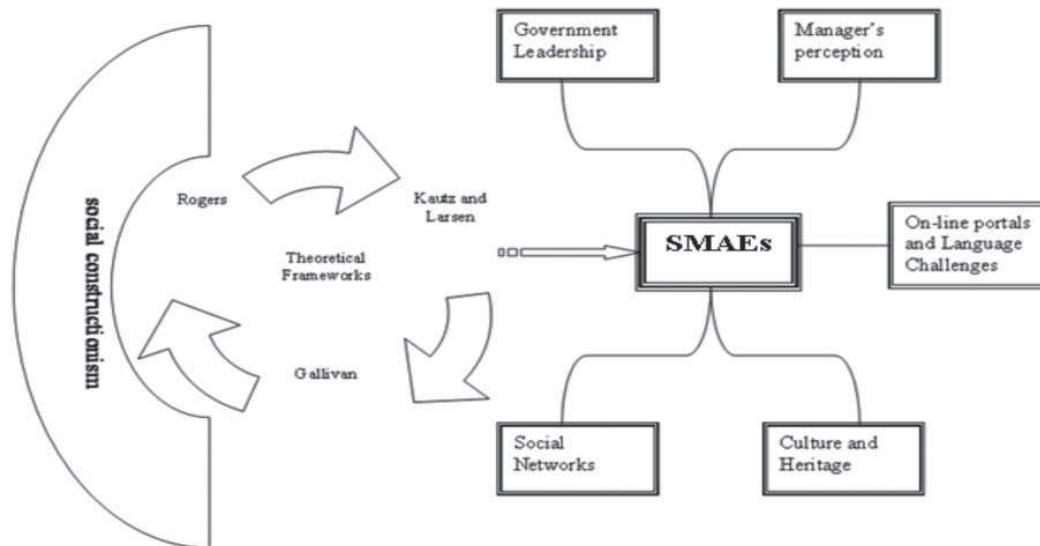 social constructionism
Rogers
Kautz and
Larsen
Theoretical
Frameworks
Gallivan
Government
Leadership
Manager's
perception
SMAEs
On-line portals
and Language
Challenges
Social
Networks
Culture and
Heritage